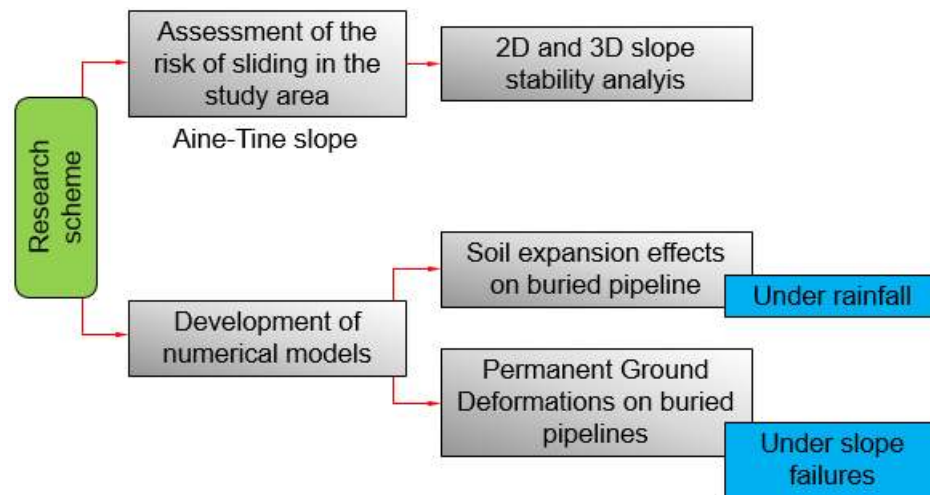 Research
scheme
Assessment of the
risk of sliding in the
study area
Aine-Tine slope
2D and 3D slope
stability analyis
Development of
numerical models
Soil expansion effects
on buried pipeline
Under rainfall
Permanent Ground
Deformations on buried
pipelines
Under slope
failures